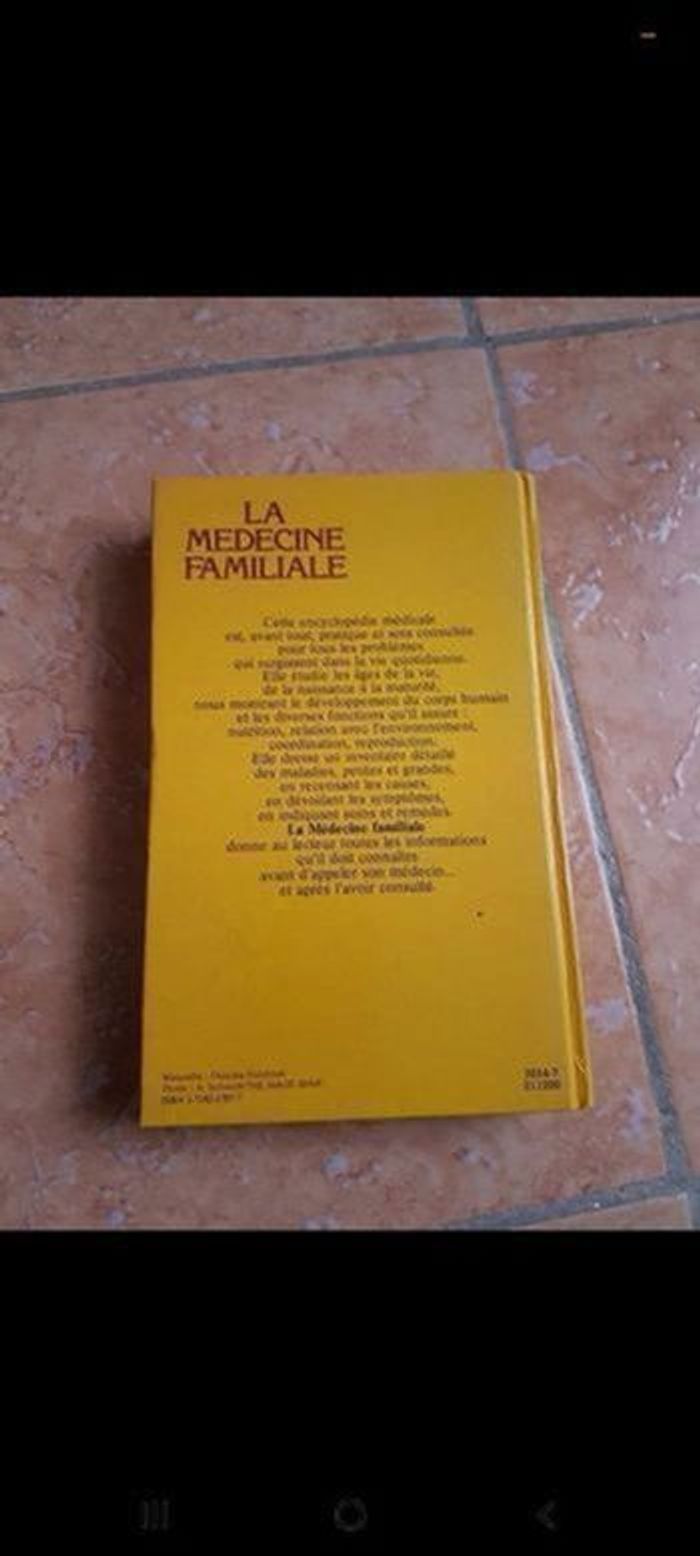 LA
MEDECINE
FAMILIALE
Cette encyclopédie médicale
est, avant tout, pratique et sera consultée
pour tous les problèmes
qui surgissent dans la vie quotidienne.
Elle étudie les âges de la vie,
de la naissance à la maturité,
nous montrant le développement du corps humain
et les diverses fonctions qu'il assure :
nutrition, relation avec l'environnement,
coordination, reproduction.
Elle dresse un inventaire détaillé
des maladies, petites et grandes,
en recensant les causes,
en dévoilant les symptômes,
en indiquant soins et remèdes.
La Médecine familiale
donne au lecteur toutes les informations
qu'il doit connaître
avant d'appeler son médecin...
et après l'avoir consulté.
Photo :
ISBN